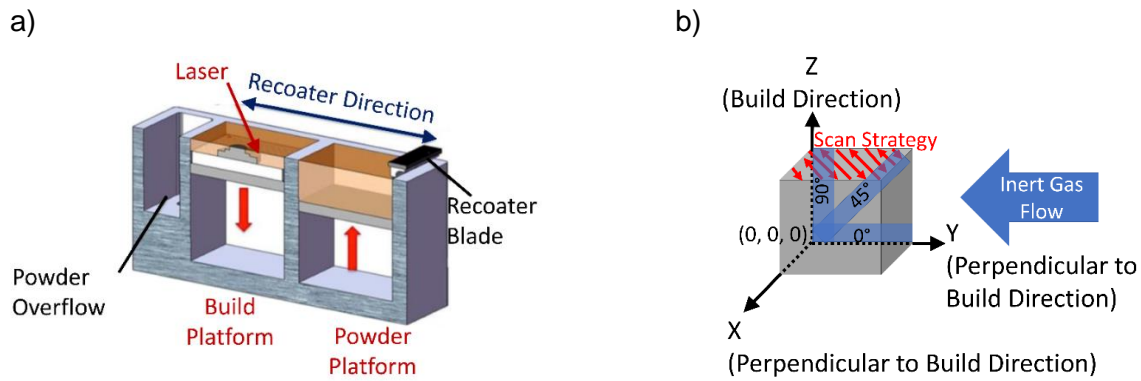 a)
Laser
Recoater Direction
Recoater
Blade
Powder
Overflow
Build
Platform
Powder
Platform
b)
Z
(Build Direction)
Scan Strategy
90°
45°
0°
(0, 0, 0)
Inert Gas
Flow
Y
(Perpendicular to
Build Direction)
X
(Perpendicular to Build Direction)